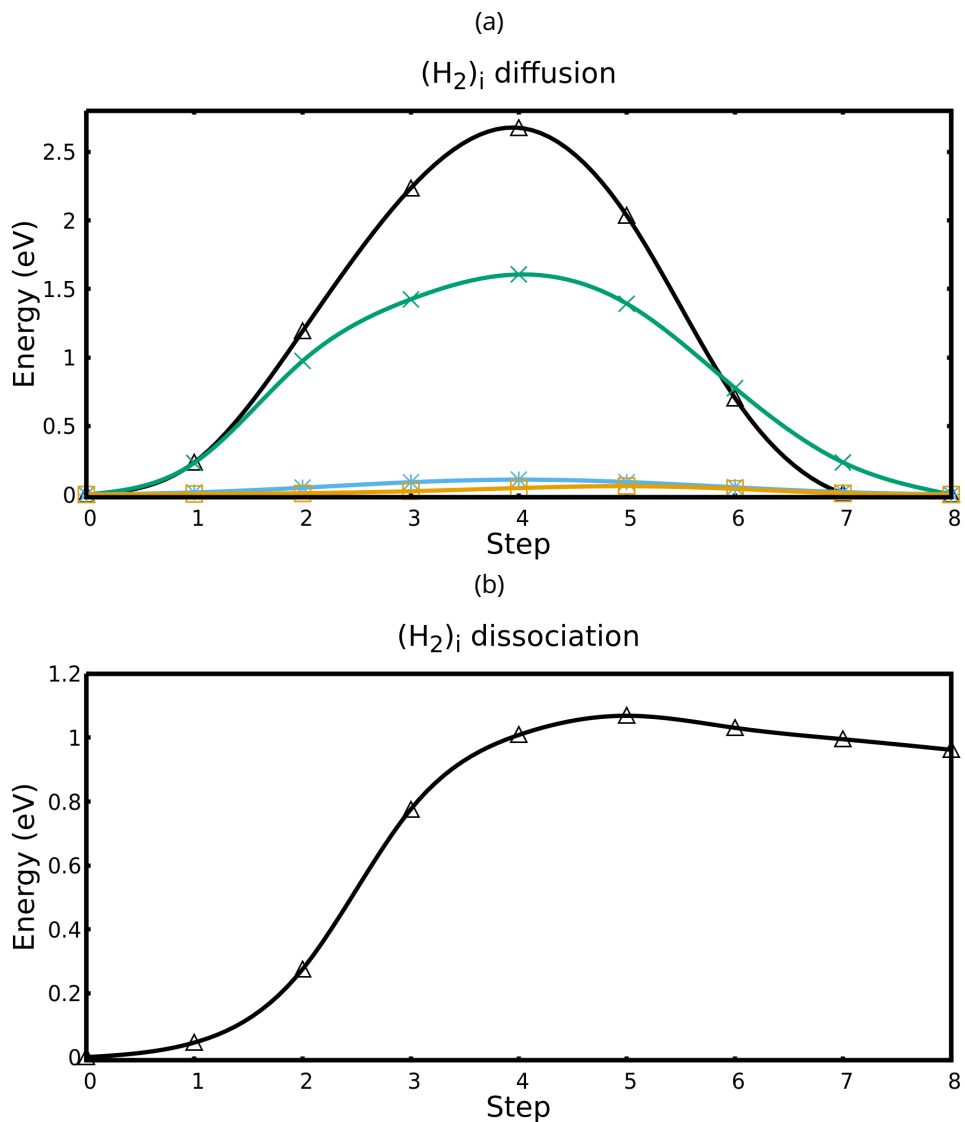 (a)
(H2)i diffusion
Energy (eV)
2.5
2
1.5
1
0.5
0
0 1 2 3 4 5 6 7 8
Step
(b)
(H2)i dissociation
Energy (eV)
1.2
1
0.8
0.6
0.4
0.2
0
0 1 2 3 4 5 6 7 8
Step